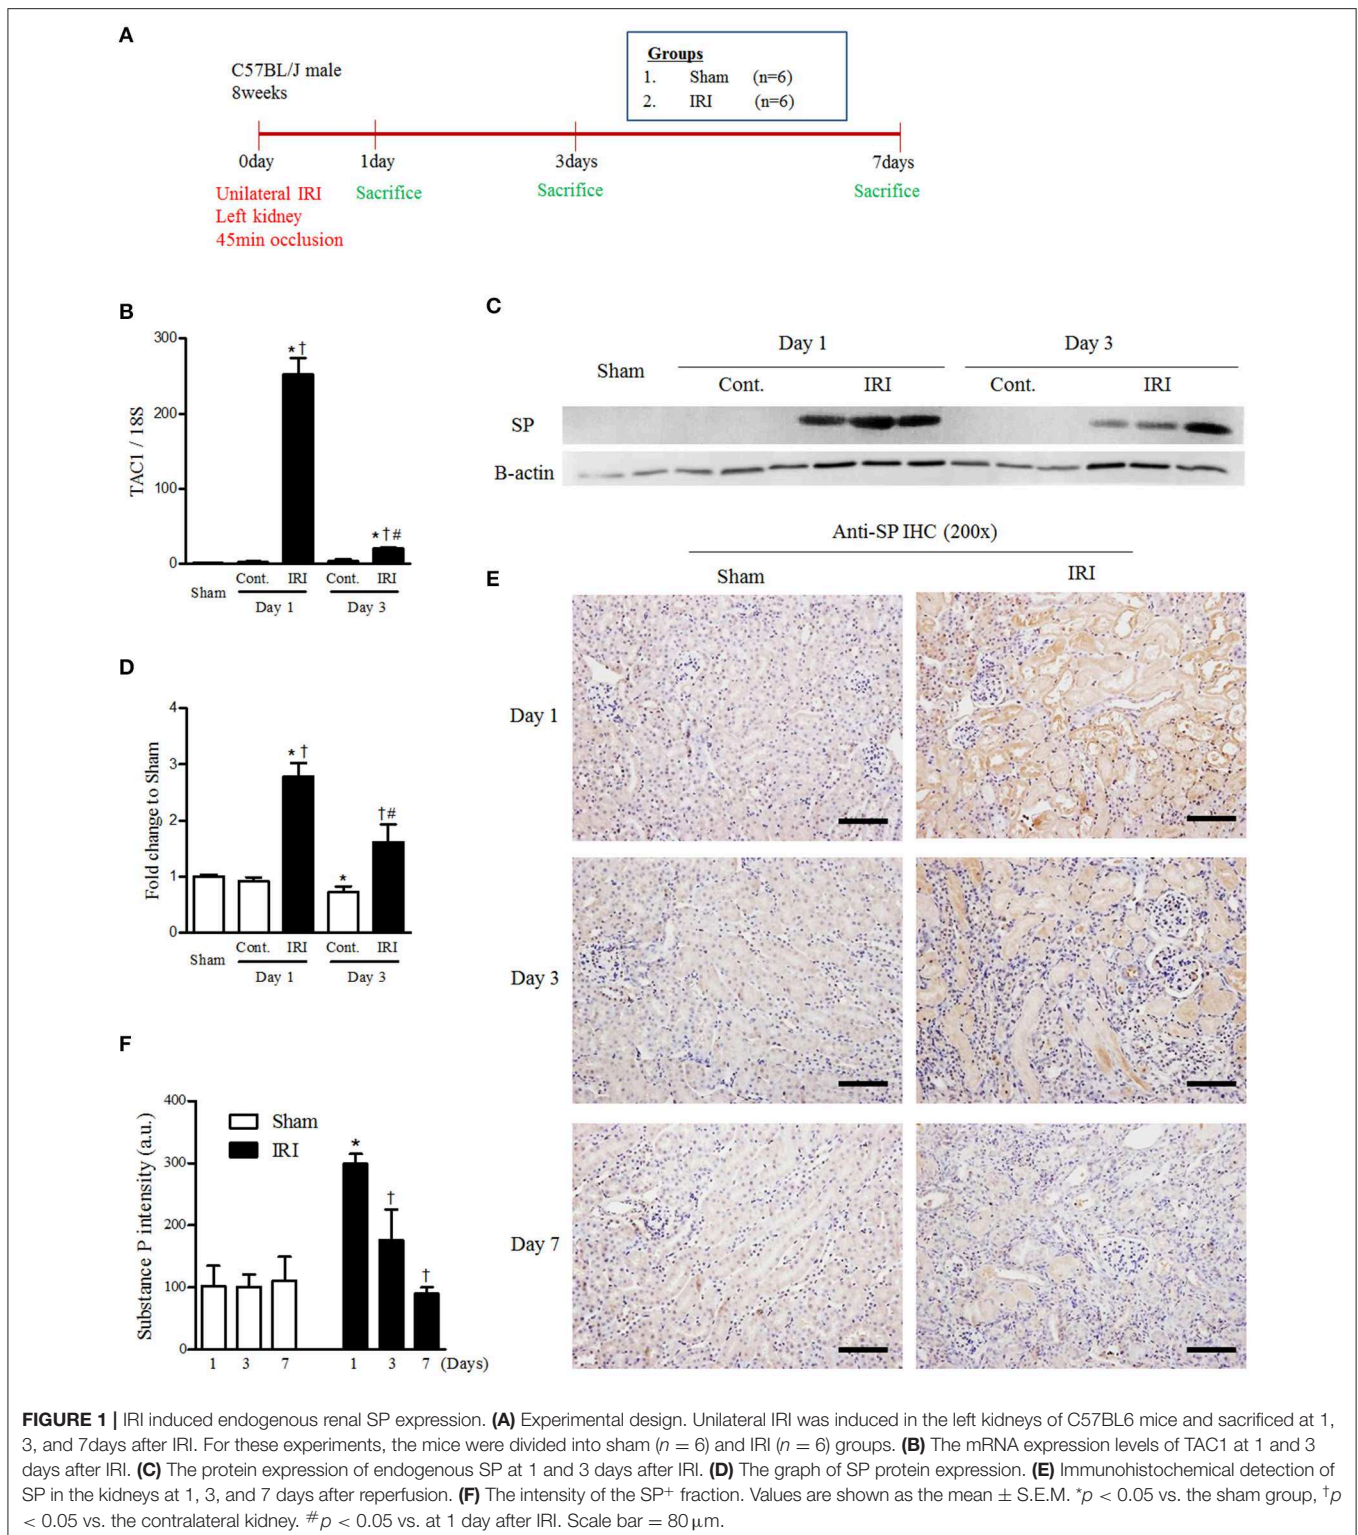 A
C57BL/J male
8weeks
Groups
1. Sham (n=6)
2. IRI (n=6)
0day 1day 3days 7days
Unilateral IRI
Left kidney
45min occlusion
Sacrifice Sacrifice Sacrifice
B
TAC1 / 18S
300
200
100
0
*†
*†#
Sham Cont. IRI Cont. IRI
Day 1 Day 3
C
Day 1 Day 3
Sham Cont. IRI Cont. IRI
SP
B-actin
D
Fold change to Sham
4
3
2
1
0
*†
*
†#
Sham Cont. IRI Cont. IRI
Day 1 Day 3
E
Anti-SP IHC (200x)
Sham IRI
Day 1
Day 3
Day 7
F
Substance P intensity (a.u.)
400
300
200
100
0
Sham
IRI
*
†
†
1 3 7 1 3 7 (Days)
FIGURE 1 | IRI induced endogenous renal SP expression. (A) Experimental design. Unilateral IRI was induced in the left kidneys of C57BL6 mice and sacrificed at 1,
3, and 7days after IRI. For these experiments, the mice were divided into sham (n = 6) and IRI (n = 6) groups. (B) The mRNA expression levels of TAC1 at 1 and 3
days after IRI. (C) The protein expression of endogenous SP at 1 and 3 days after IRI. (D) The graph of SP protein expression. (E) Immunohistochemical detection of
SP in the kidneys at 1, 3, and 7 days after reperfusion. (F) The intensity of the SP+ fraction. Values are shown as the mean ± S.E.M. *p < 0.05 vs. the sham group, †p
< 0.05 vs. the contralateral kidney. #p < 0.05 vs. at 1 day after IRI. Scale bar = 80 μm.